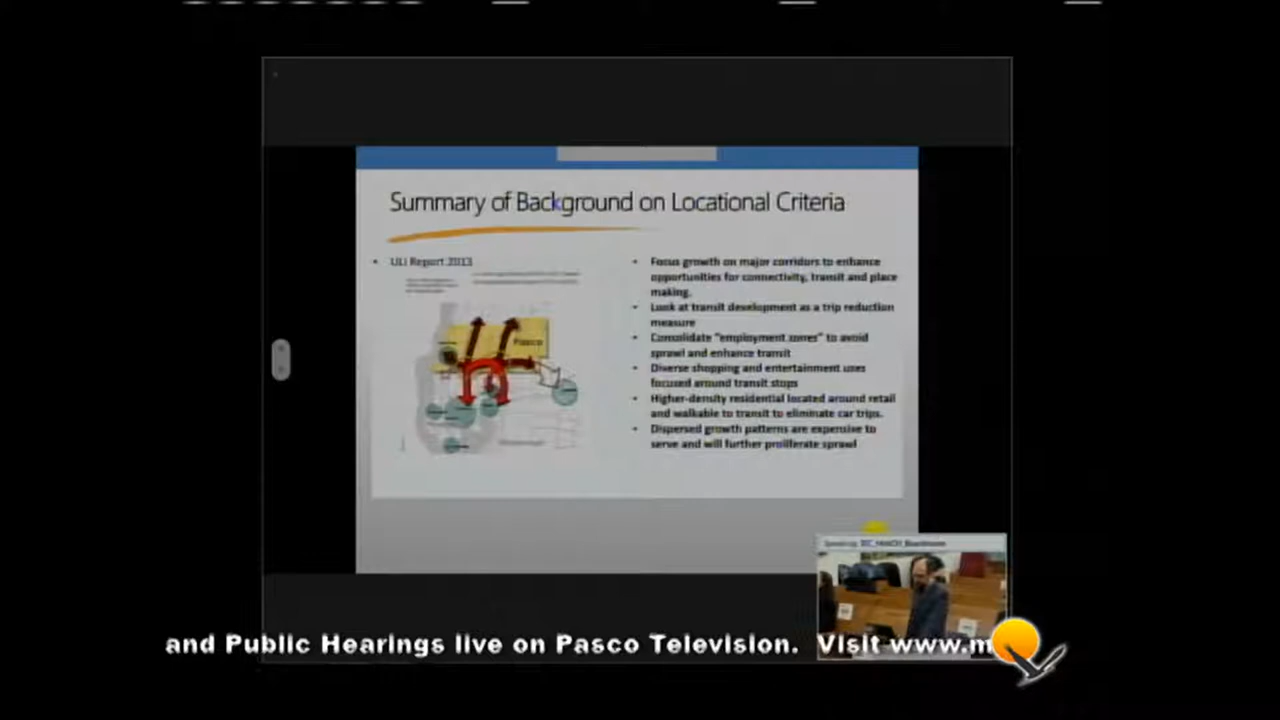 Summary of Background on Locational Criteria
• ULI Report 2013
Pasco
• Focus growth on major corridors to enhance
opportunities for connectivity, transit and place
making.
• Look at transit development as a trip reduction
measure
• Consolidate "employment zones" to avoid
sprawl and enhance transit
• Diverse shopping and entertainment uses
focused around transit stops
• Higher-density residential located around retail
and walkable to transit to eliminate car trips.
• Dispersed growth patterns are expensive to
serve and will further proliferate sprawl
Speaking:
and Public Hearings live on Pasco Television. Visit www.m